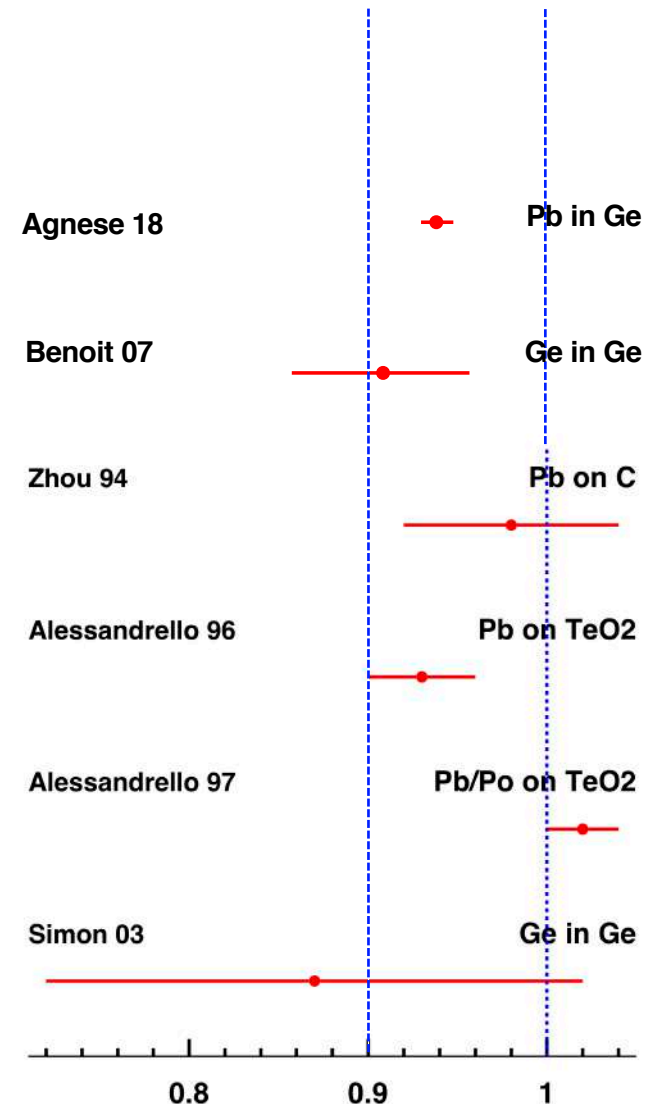 Agnese 18 Pb in Ge
Benoit 07 Ge in Ge
Zhou 94 Pb on C
Alessandrello 96 Pb on TeO2
Alessandrello 97 Pb/Po on TeO2
Simon 03 Ge in Ge
0.8 0.9 1